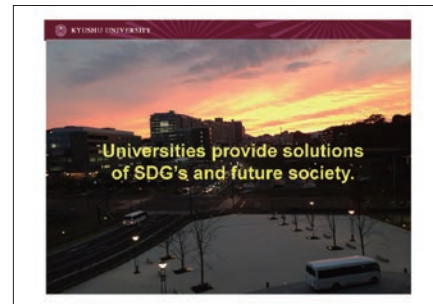 KYUSHU UNIVERSITY
Universities provide solutions
of SDG's and future society.